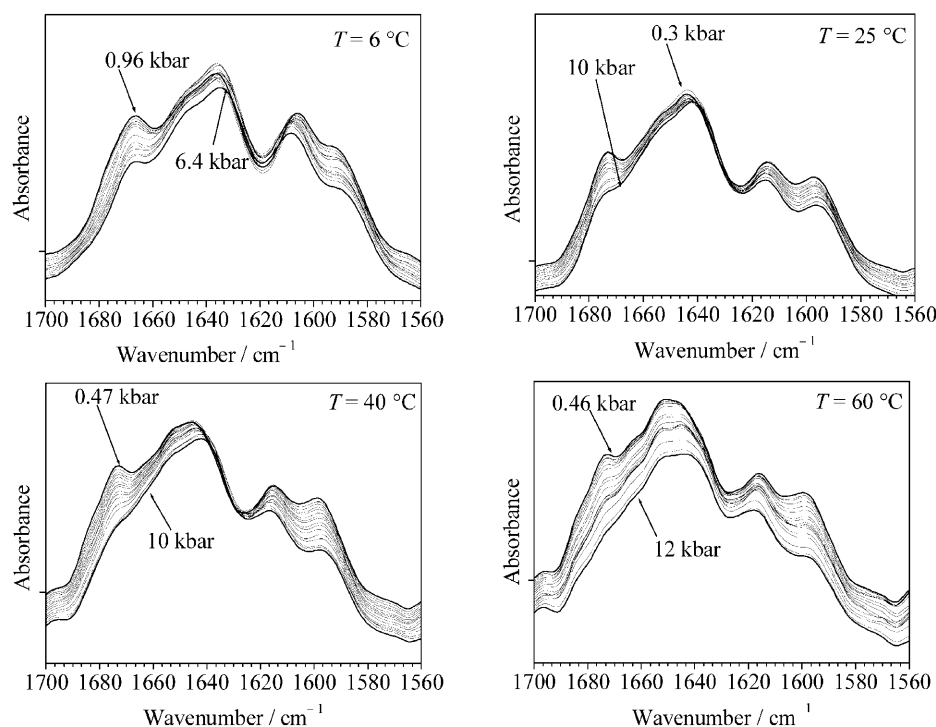 T = 6 °C
0.96 kbar
6.4 kbar
Absorbance
1700 1680 1660 1640 1620 1600 1580 1560
Wavenumber / cm⁻¹
T = 25 °C
0.3 kbar
10 kbar
Absorbance
1700 1680 1660 1640 1620 1600 1580 1560
Wavenumber / cm⁻¹
T = 40 °C
0.47 kbar
10 kbar
Absorbance
1700 1680 1660 1640 1620 1600 1580 1560
Wavenumber / cm⁻¹
T = 60 °C
0.46 kbar
12 kbar
Absorbance
1700 1680 1660 1640 1620 1600 1580 1560
Wavenumber / cm⁻¹